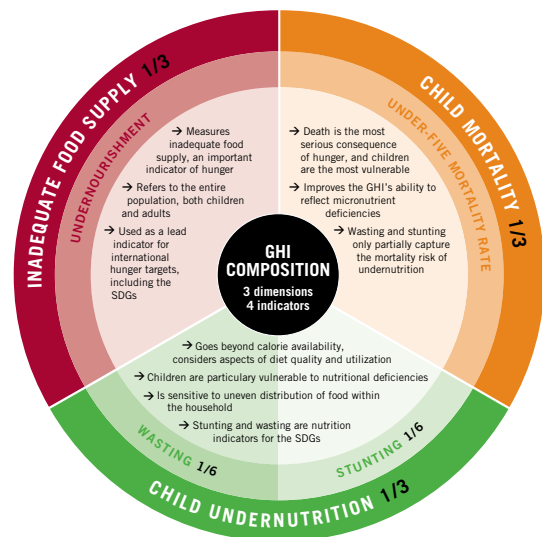 INADEQUATE FOOD SUPPLY 1/3
UNDERNOURISHMENT
→ Measures
inadequate food
supply, an important
indicator of hunger
→ Refers to the entire
population, both children
and adults
→ Used as a lead
indicator for
international
hunger targets,
including the
SDGs
CHILD MORTALITY 1/3
UNDER-FIVE MORTALITY RATE
→ Death is the most
serious consequence
of hunger, and children
are the most vulnerable
→ Improves the GHI's ability to
reflect micronutrient
deficiencies
→ Wasting and stunting
only partially capture
the mortality risk of
undernutrition
GHI
COMPOSITION
3 dimensions
4 indicators
→ Goes beyond calorie availability,
considers aspects of diet quality and utilization
→ Children are particulary vulnerable to nutritional deficiencies
→ Is sensitive to uneven distribution of food within
the household
→ Stunting and wasting are nutrition
indicators for the SDGs
WASTING 1/6
STUNTING 1/6
CHILD UNDERNUTRITION 1/3